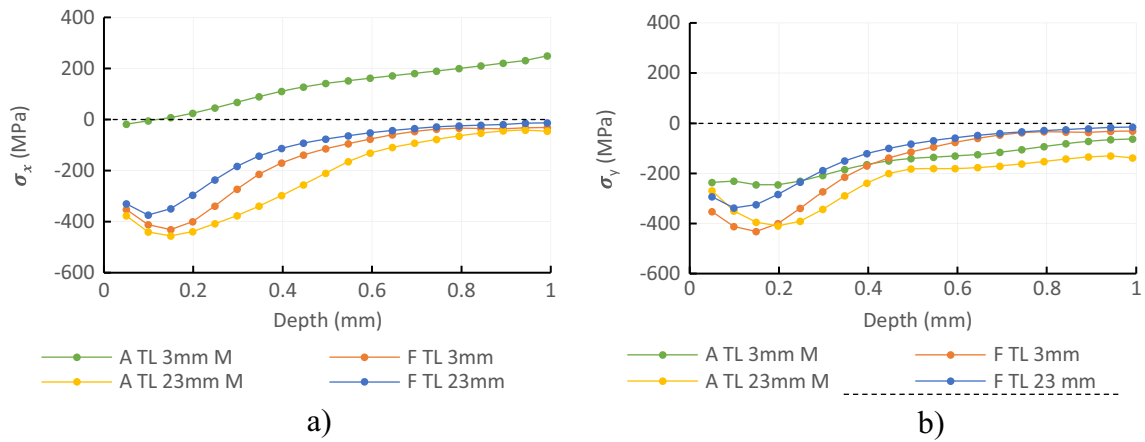 400
200
0
-200
-400
-600
σx (MPa)
0 0.2 0.4 0.6 0.8 1
Depth (mm)
A TL 3mm M F TL 3mm
A TL 23mm M F TL 23mm
a)
400
200
0
-200
-400
-600
σy (MPa)
0 0.2 0.4 0.6 0.8 1
Depth (mm)
A TL 3mm M F TL 3mm
A TL 23mm M F TL 23 mm
b)